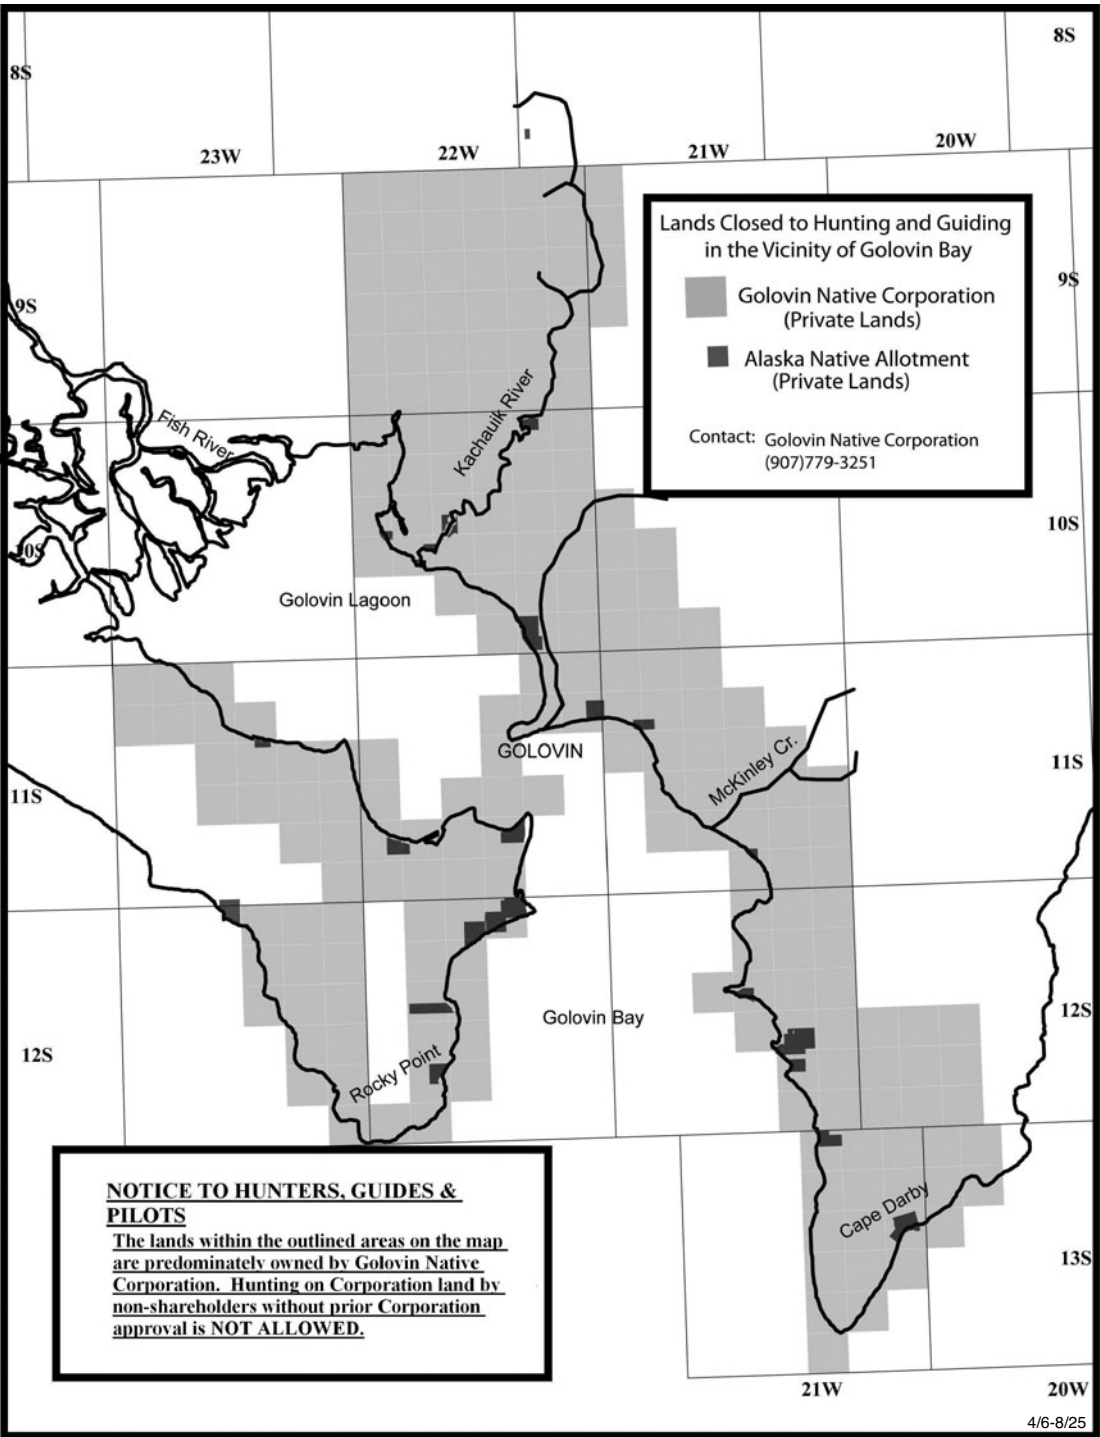 8S
8S
23W
22W
21W
20W
Lands Closed to Hunting and Guiding
in the Vicinity of Golovin Bay
Golovin Native Corporation
(Private Lands)
Alaska Native Allotment
(Private Lands)
Contact: Golovin Native Corporation
(907)779-3251
9S
9S
Fish River
Kachauik River
10S
10S
Golovin Lagoon
GOLOVIN
McKinley Cr.
11S
11S
Golovin Bay
12S
12S
Rocky Point
Cape Darby
13S
NOTICE TO HUNTERS, GUIDES &
PILOTS
The lands within the outlined areas on the map
are predominately owned by Golovin Native
Corporation. Hunting on Corporation land by
non-shareholders without prior Corporation
approval is NOT ALLOWED.
21W
20W
4/6-8/25